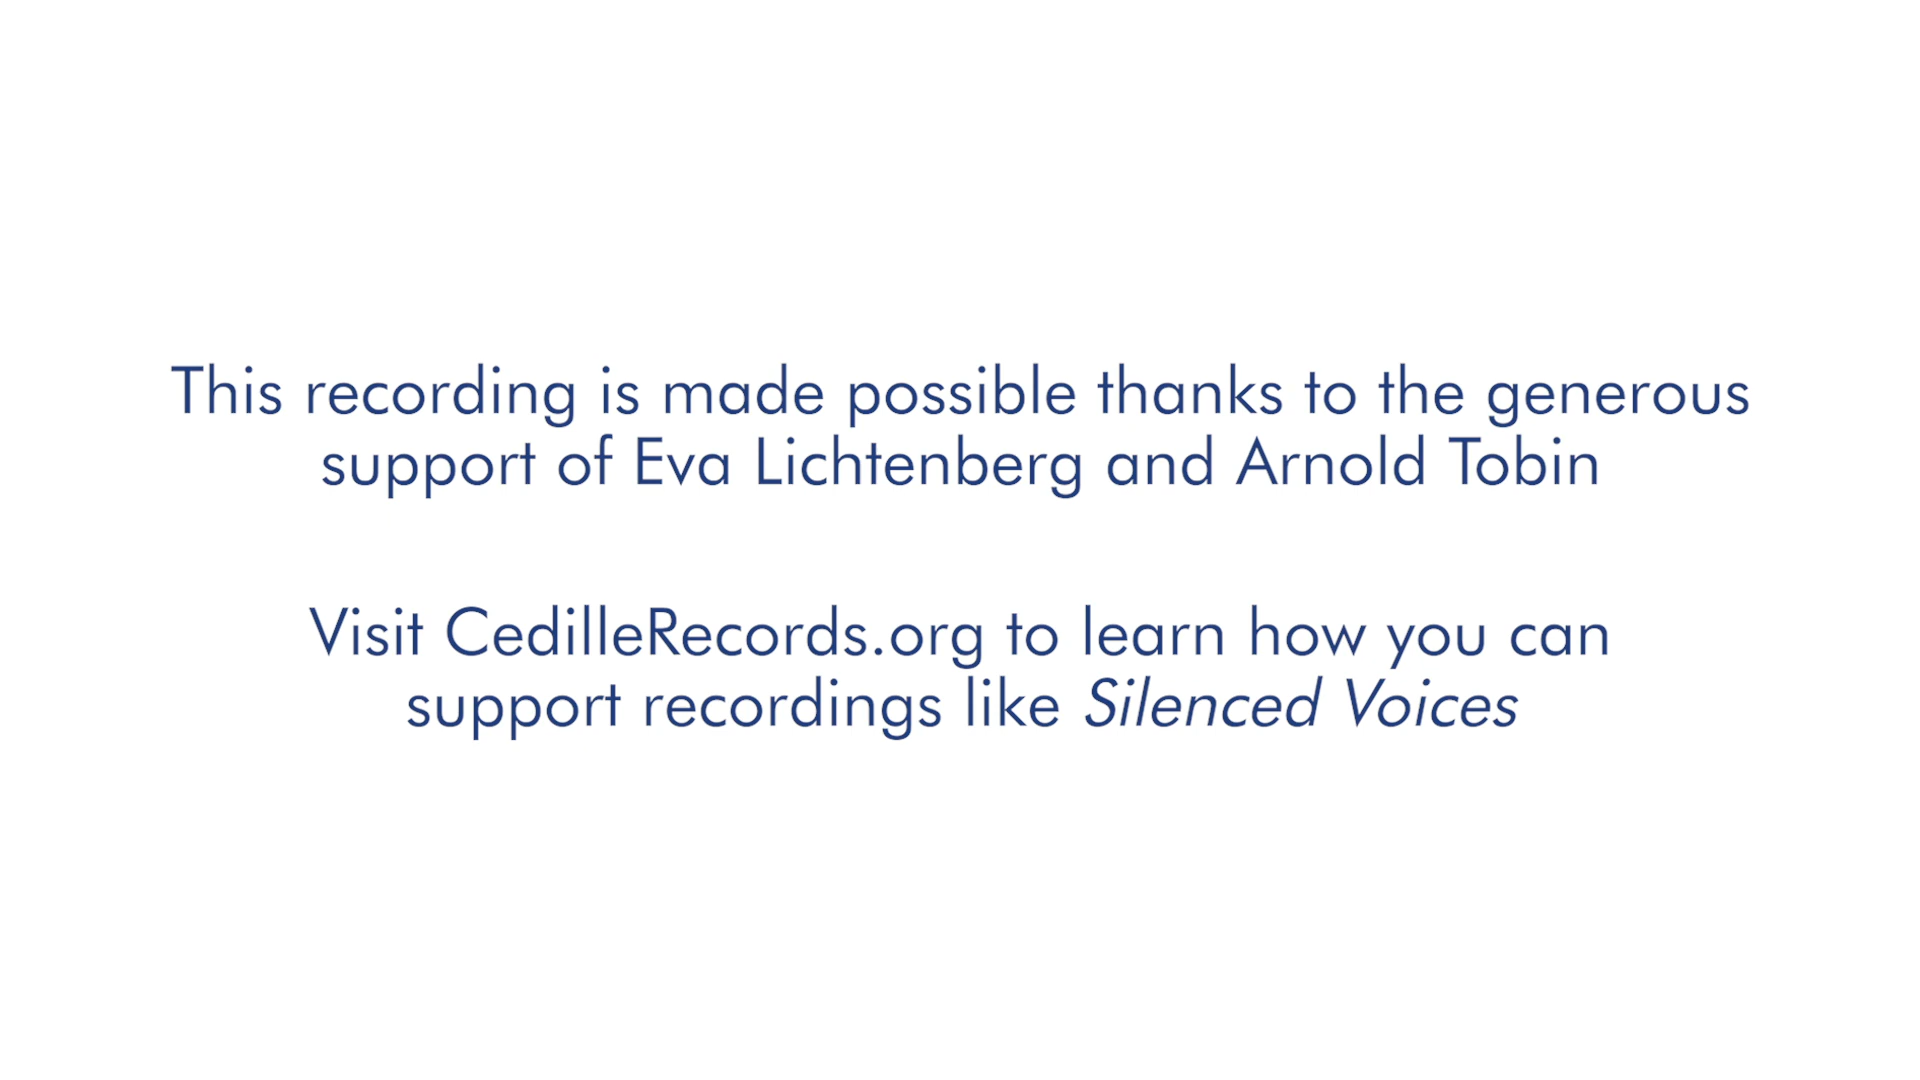 This recording is made possible thanks to the generous
support of Eva Lichtenberg and Arnold Tobin
Visit CedilleRecords.org to learn how you can
support recordings like Silenced Voices